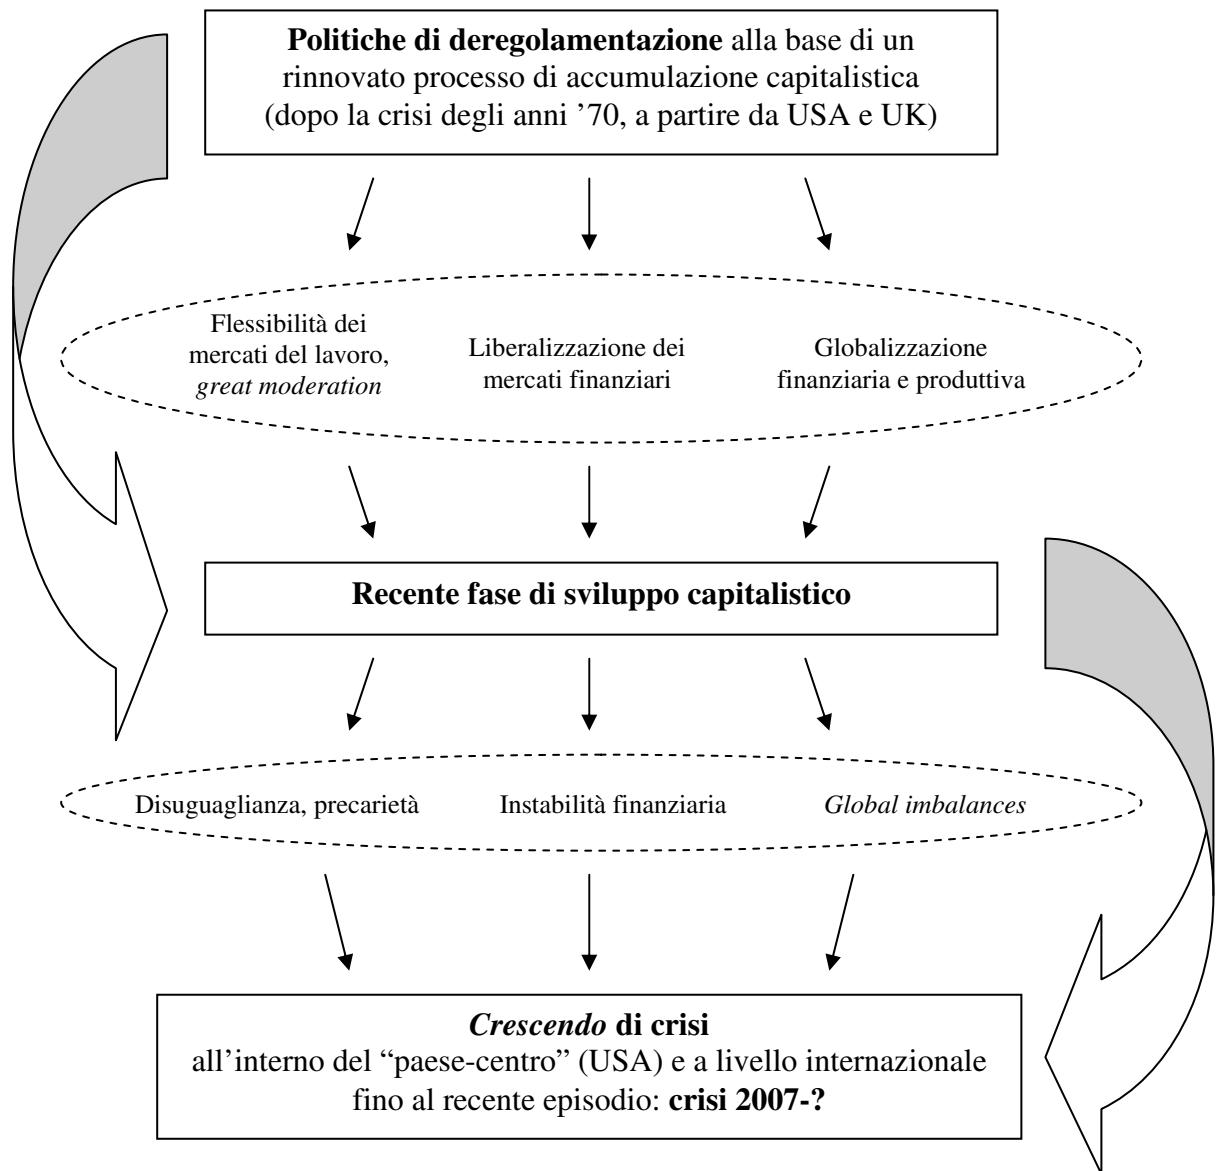 Politiche di deregolamentazione alla base di un
rinnovato processo di accumulazione capitalistica
(dopo la crisi degli anni ’70, a partire da USA e UK)
Flessibilità dei
mercati del lavoro,
great moderation
Liberalizzazione dei
mercati finanziari
Globalizzazione
finanziaria e produttiva
Recente fase di sviluppo capitalistico
Disuguaglianza, precarietà
Instabilità finanziaria
Global imbalances
Crescendo di crisi
all’interno del “paese-centro” (USA) e a livello internazionale
fino al recente episodio: crisi 2007-?